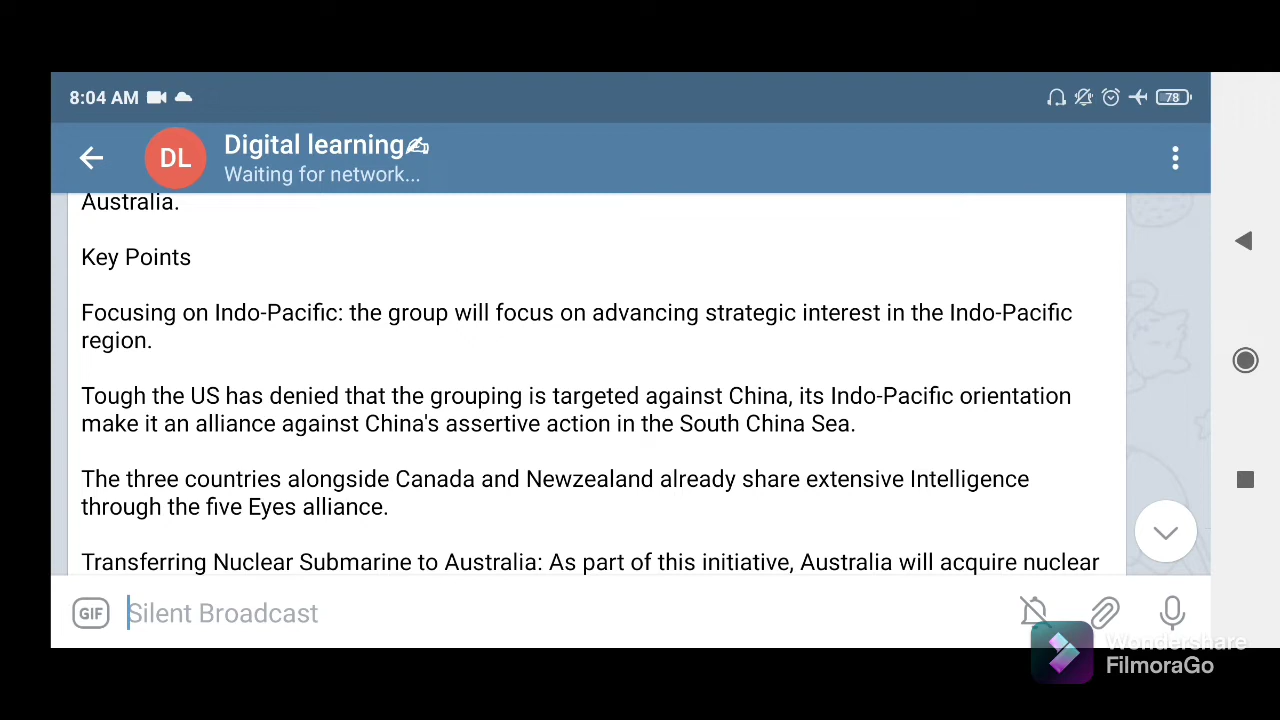 8:04 AM
78
DL
Digital learning✍
Waiting for network...
Australia.
Key Points
Focusing on Indo-Pacific: the group will focus on advancing strategic interest in the Indo-Pacific
region.
Tough the US has denied that the grouping is targeted against China, its Indo-Pacific orientation
make it an alliance against China's assertive action in the South China Sea.
The three countries alongside Canada and Newzealand already share extensive Intelligence
through the five Eyes alliance.
Transferring Nuclear Submarine to Australia: As part of this initiative, Australia will acquire nuclear
GIF
Silent Broadcast
Wondershare
FilmoraGo